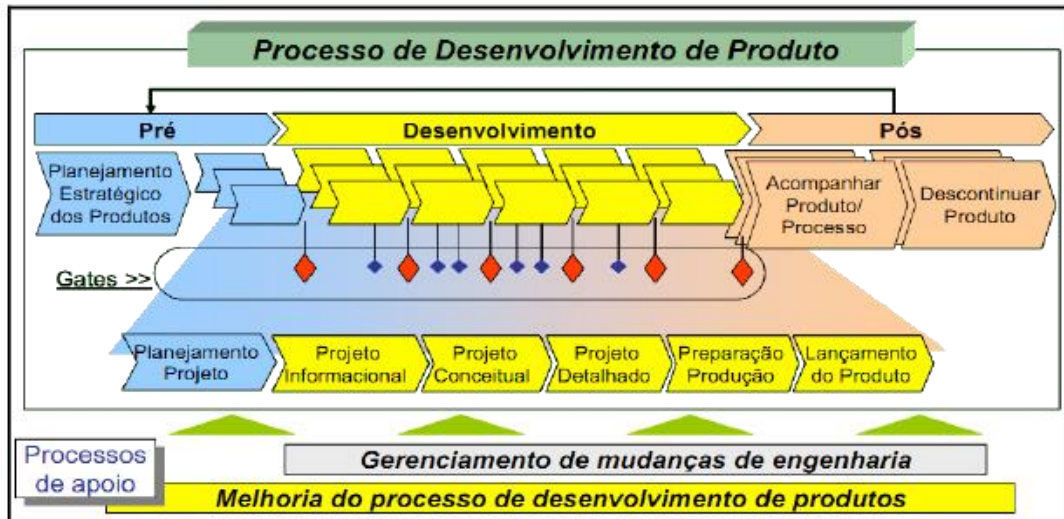 Processo de Desenvolvimento de Produto
Pré
Desenvolvimento
Pós
Planejamento
Estratégico
dos Produtos
Acompanhar
Produto/
Processo
Descontinuar
Produto
Gates >>
Planejamento
Projeto
Projeto
Informacional
Projeto
Conceitual
Projeto
Detalhado
Preparação
Produção
Lançamento
do Produto
Processos
de apoio
Gerenciamento de mudanças de engenharia
Melhoria do processo de desenvolvimento de produtos